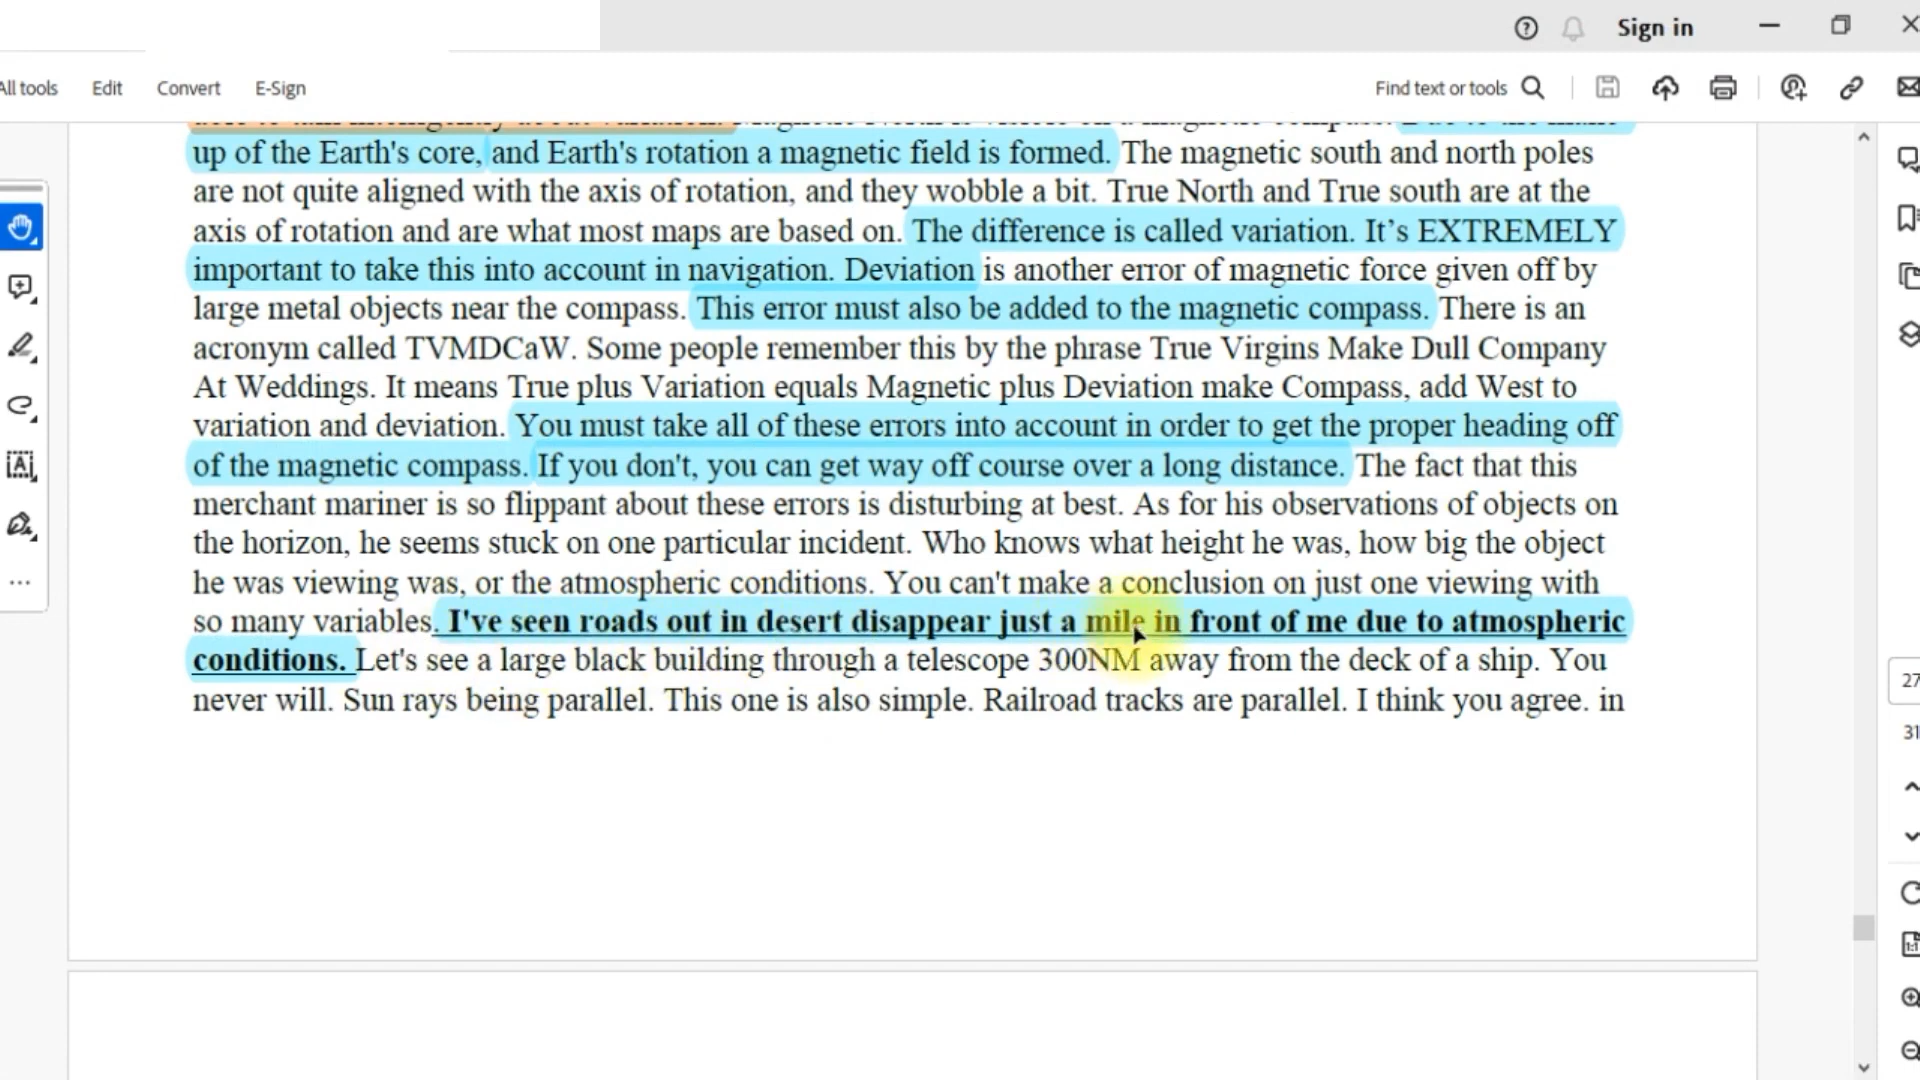 Sign in
All tools Edit Convert E-Sign Find text or tools
up of the Earth's core, and Earth's rotation a magnetic field is formed. The magnetic south and north poles
are not quite aligned with the axis of rotation, and they wobble a bit. True North and True south are at the
axis of rotation and are what most maps are based on. The difference is called variation. It’s EXTREMELY
important to take this into account in navigation. Deviation is another error of magnetic force given off by
large metal objects near the compass. This error must also be added to the magnetic compass. There is an
acronym called TVMDCaW. Some people remember this by the phrase True Virgins Make Dull Company
At Weddings. It means True plus Variation equals Magnetic plus Deviation make Compass, add West to
variation and deviation. You must take all of these errors into account in order to get the proper heading off
of the magnetic compass. If you don't, you can get way off course over a long distance. The fact that this
merchant mariner is so flippant about these errors is disturbing at best. As for his observations of objects on
the horizon, he seems stuck on one particular incident. Who knows what height he was, how big the object
he was viewing was, or the atmospheric conditions. You can't make a conclusion on just one viewing with
so many variables. I've seen roads out in desert disappear just a mile in front of me due to atmospheric
conditions. Let's see a large black building through a telescope 300NM away from the deck of a ship. You
never will. Sun rays being parallel. This one is also simple. Railroad tracks are parallel. I think you agree. in
27
31